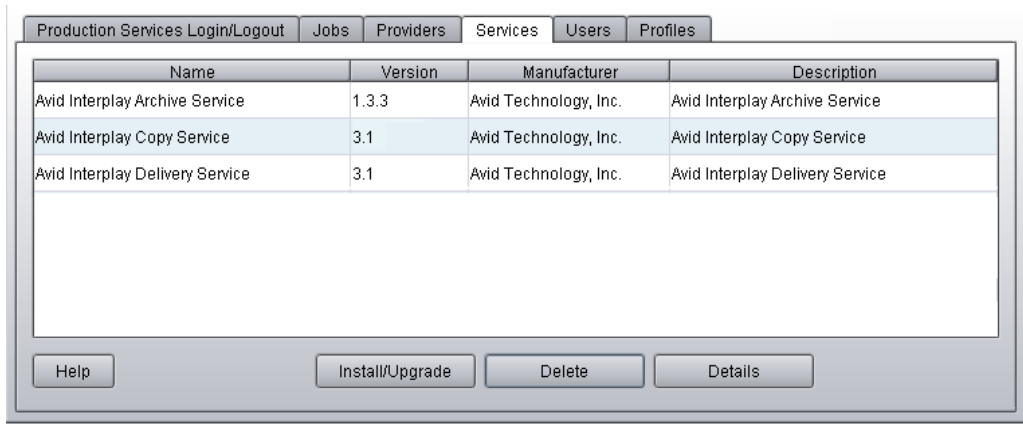 Production Services Login/Logout Jobs Providers Services Users Profiles
Name Version Manufacturer Description
Avid Interplay Archive Service 1.3.3 Avid Technology, Inc. Avid Interplay Archive Service
Avid Interplay Copy Service 3.1 Avid Technology, Inc. Avid Interplay Copy Service
Avid Interplay Delivery Service 3.1 Avid Technology, Inc. Avid Interplay Delivery Service
Help Install/Upgrade Delete Details